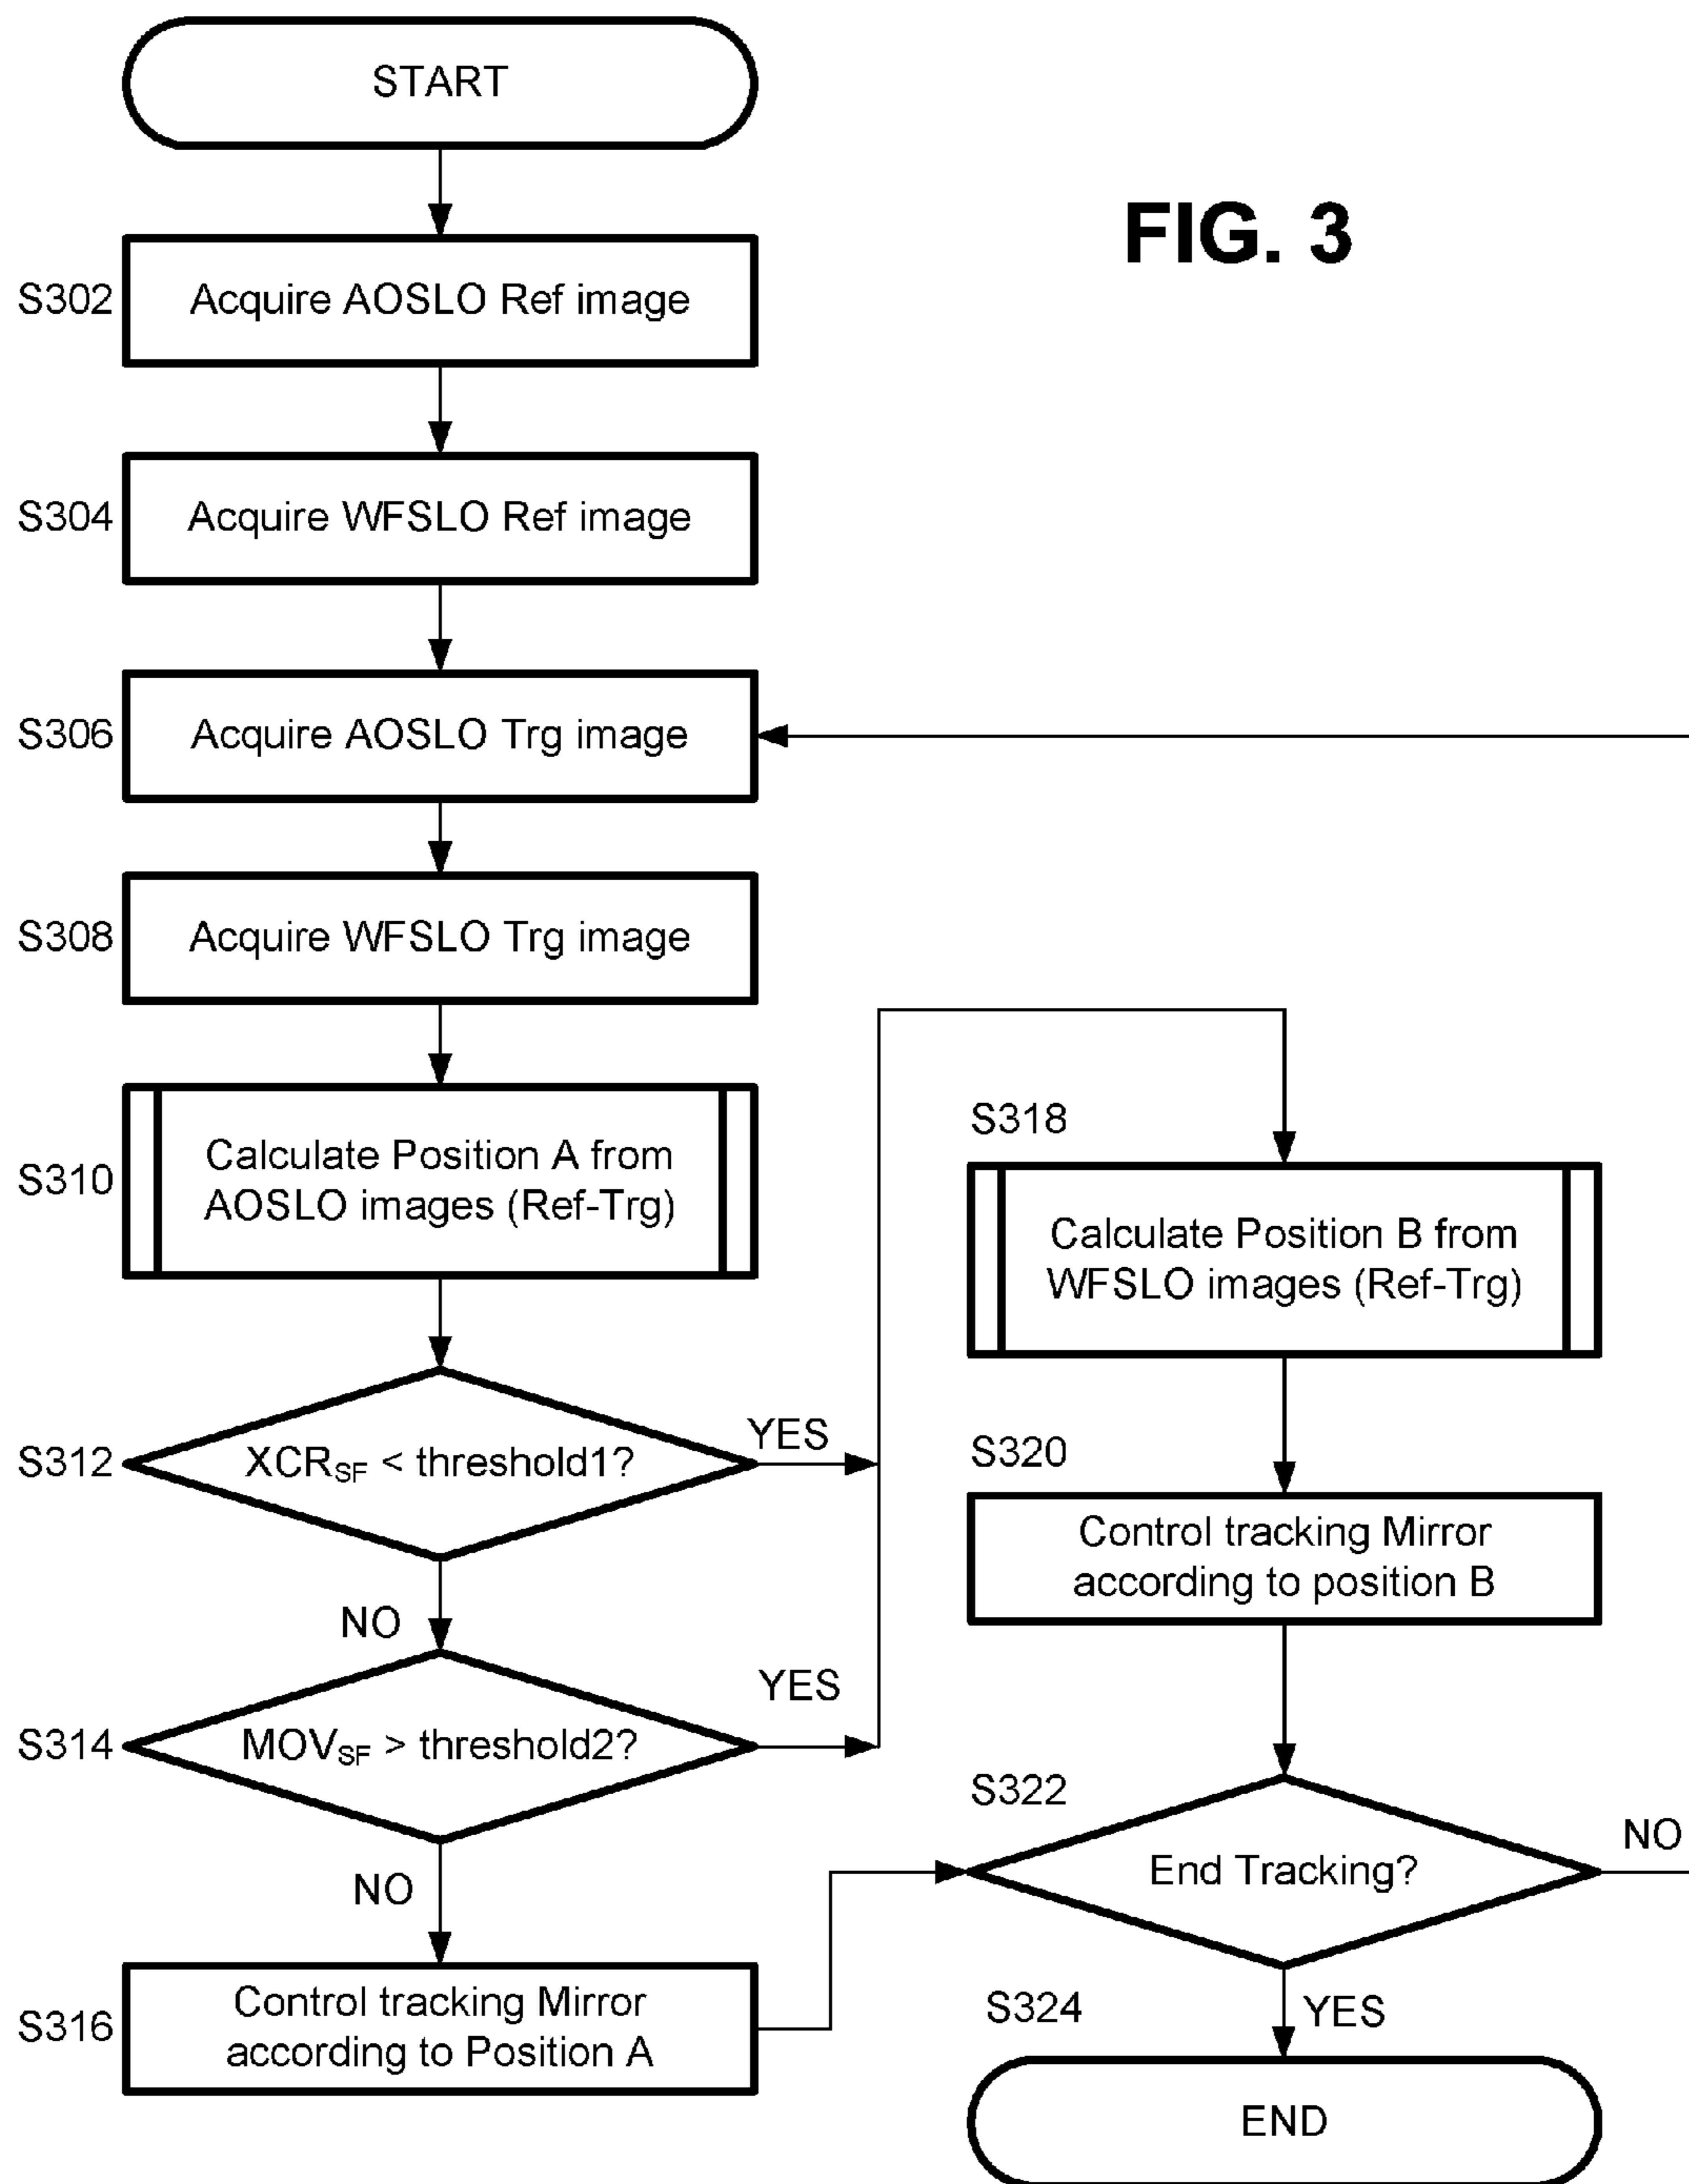 START
FIG. 3
S302
Acquire AOSLO Ref image
S304
Acquire WFSLO Ref image
S306
Acquire AOSLO Trg image
S308
Acquire WFSLO Trg image
S310
Calculate Position A from
AOSLO images (Ref-Trg)
S312
XCRSF < threshold1?
YES
NO
S314
MOVSF > threshold2?
YES
NO
S316
Control tracking Mirror
according to Position A
S318
Calculate Position B from
WFSLO images (Ref-Trg)
S320
Control tracking Mirror
according to position B
S322
End Tracking?
NO
S324
YES
END